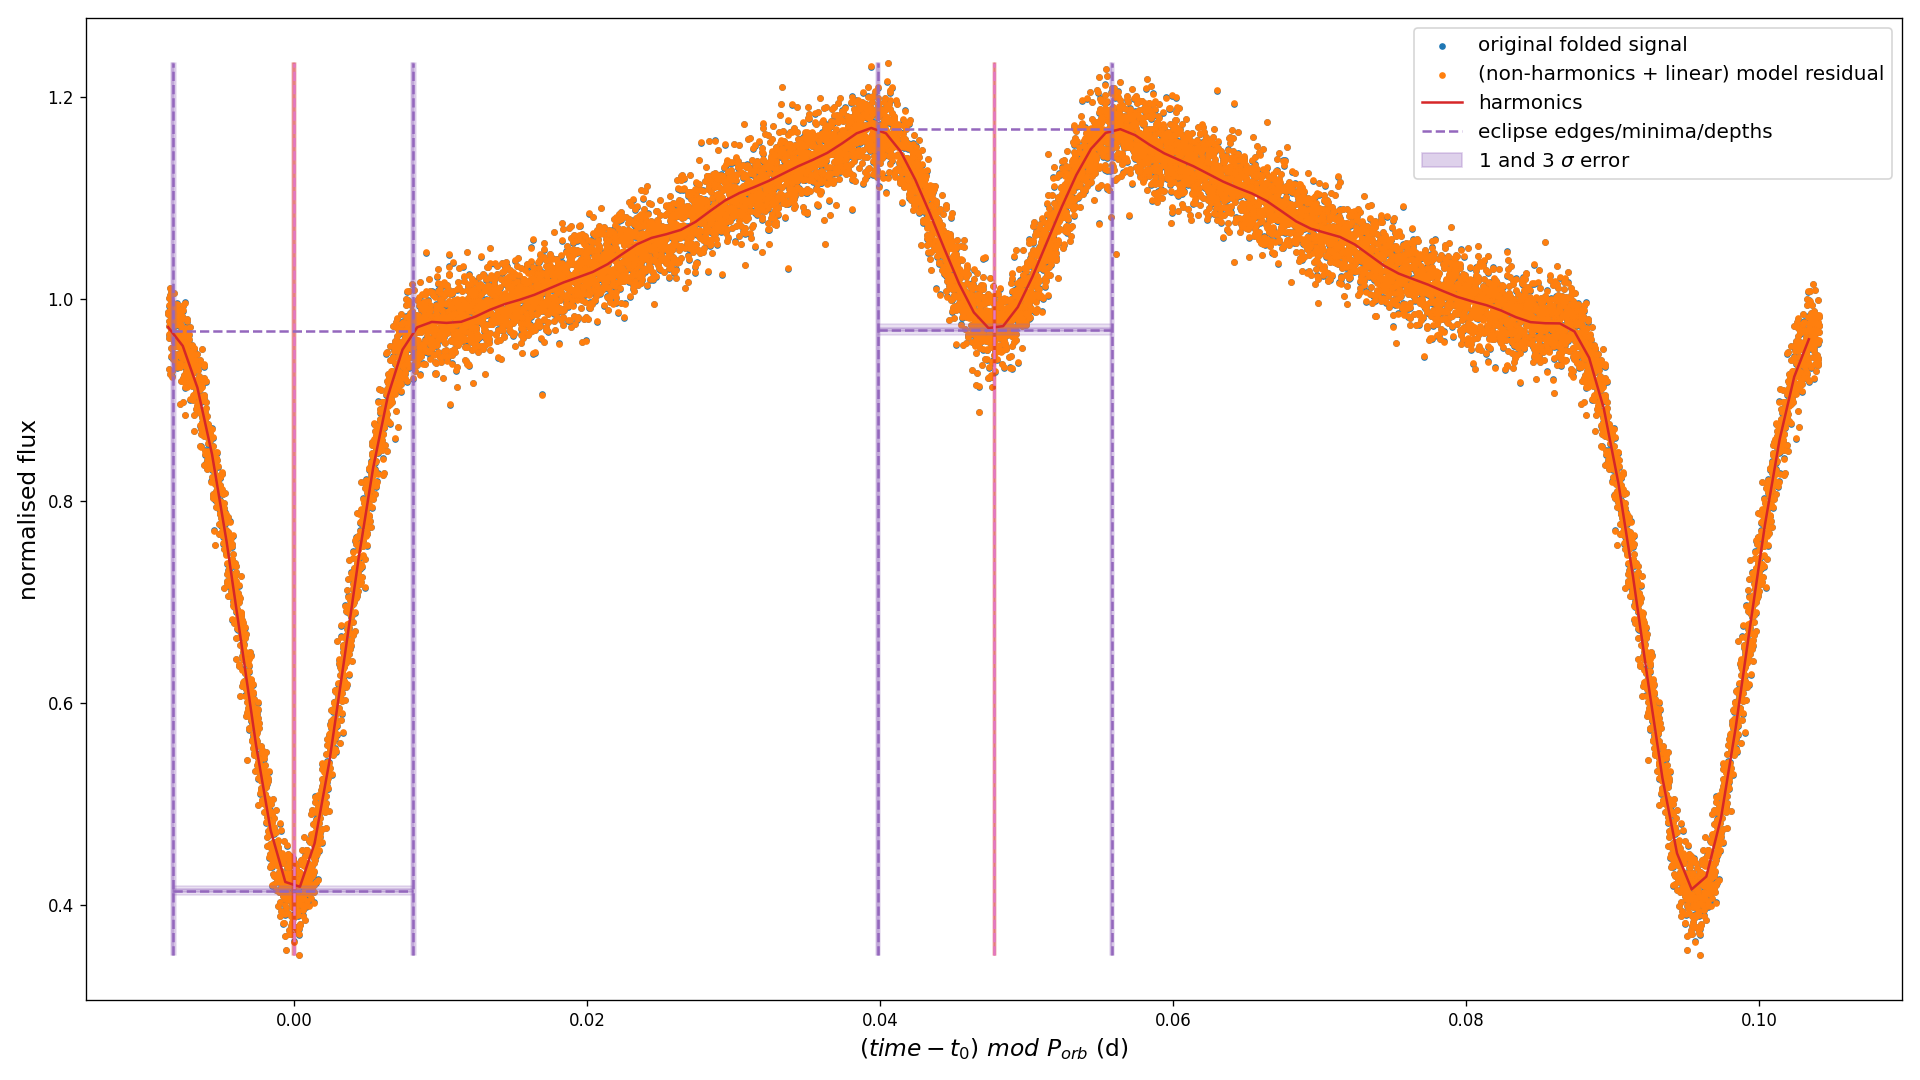 original folded signal
(non-harmonics + linear) model residual
harmonics
eclipse edges/minima/depths
1 and 3 σ error
normalised flux
1.2
1.0
0.8
0.6
0.4
0.00 0.02 0.04 0.06 0.08 0.10
(time − t₀) mod P_orb (d)